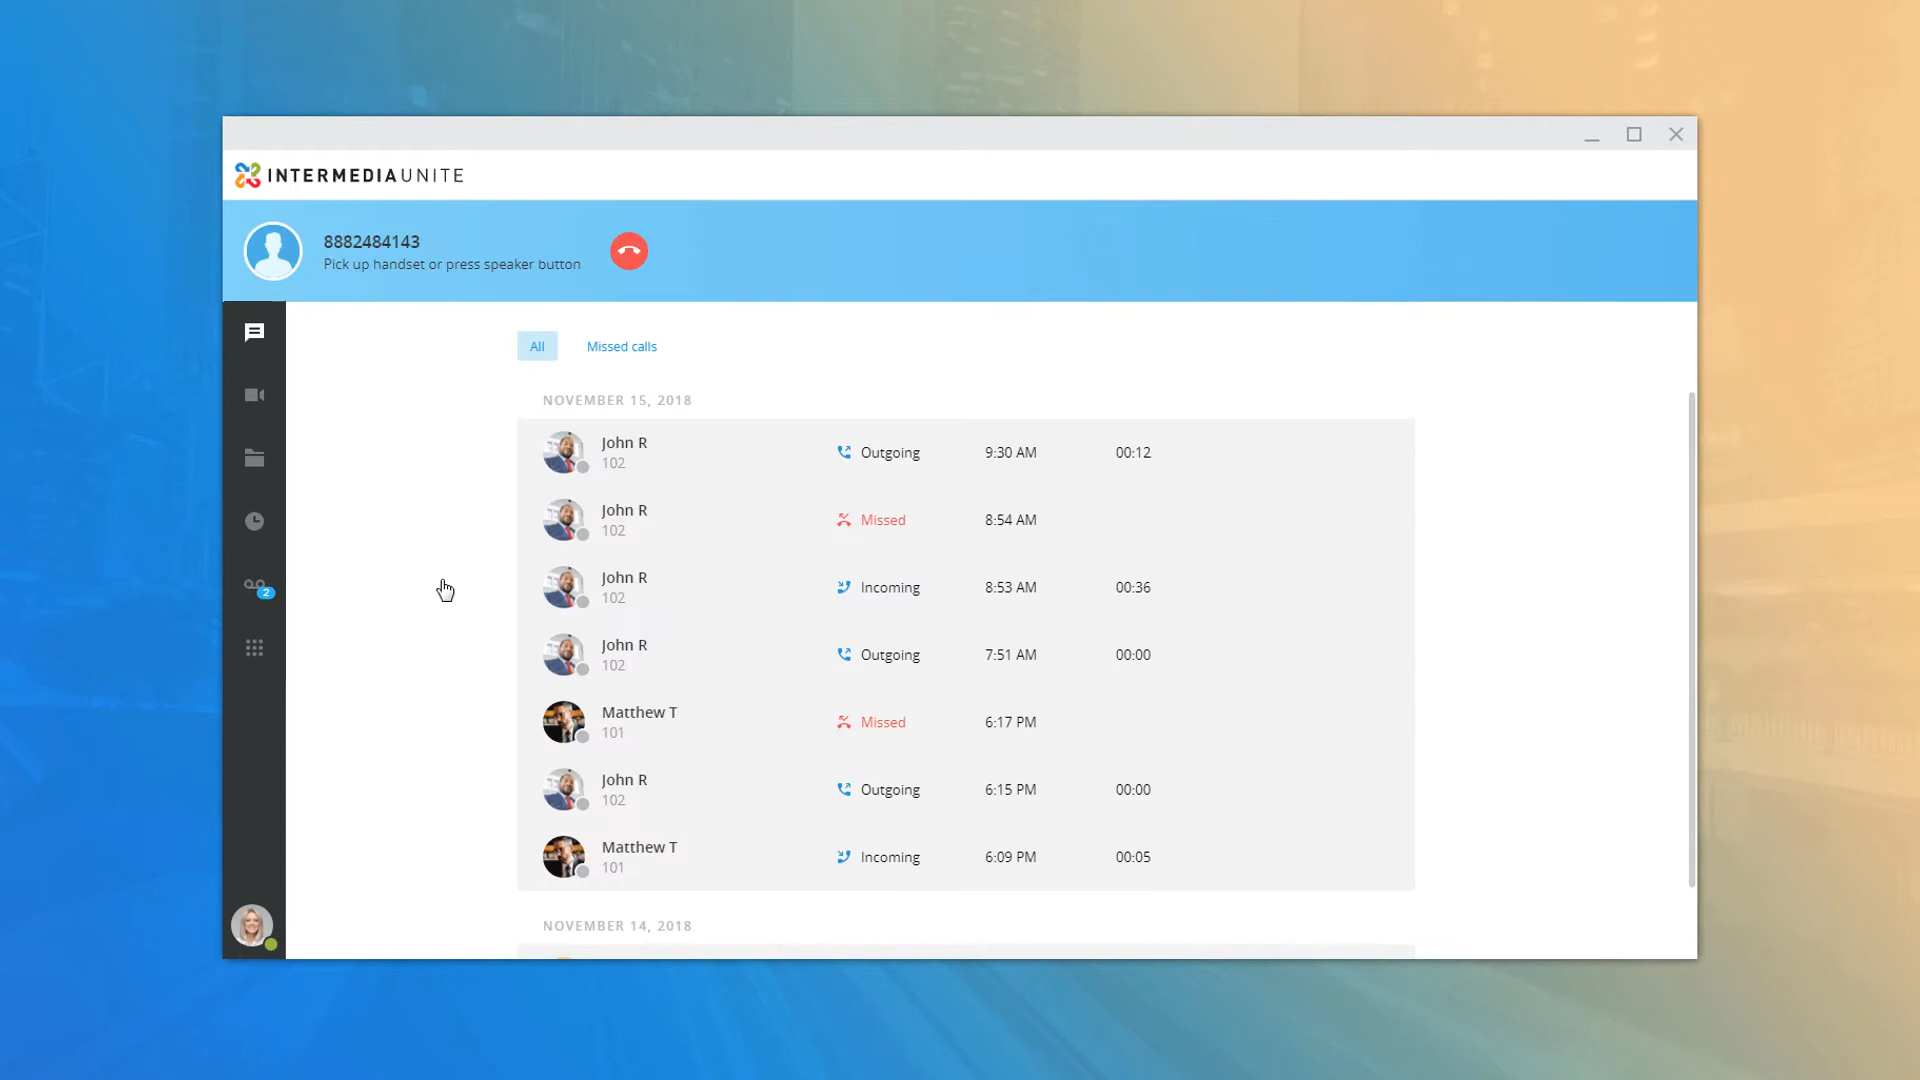 INTERMEDIAUNITE
8882484143
Pick up handset or press speaker button
All Missed calls
NOVEMBER 15, 2018
John R
102
Outgoing 9:30 AM 00:12
John R
102
Missed 8:54 AM
John R
102
Incoming 8:53 AM 00:36
John R
102
Outgoing 7:51 AM 00:00
Matthew T
101
Missed 6:17 PM
John R
102
Outgoing 6:15 PM 00:00
Matthew T
101
Incoming 6:09 PM 00:05
2
NOVEMBER 14, 2018